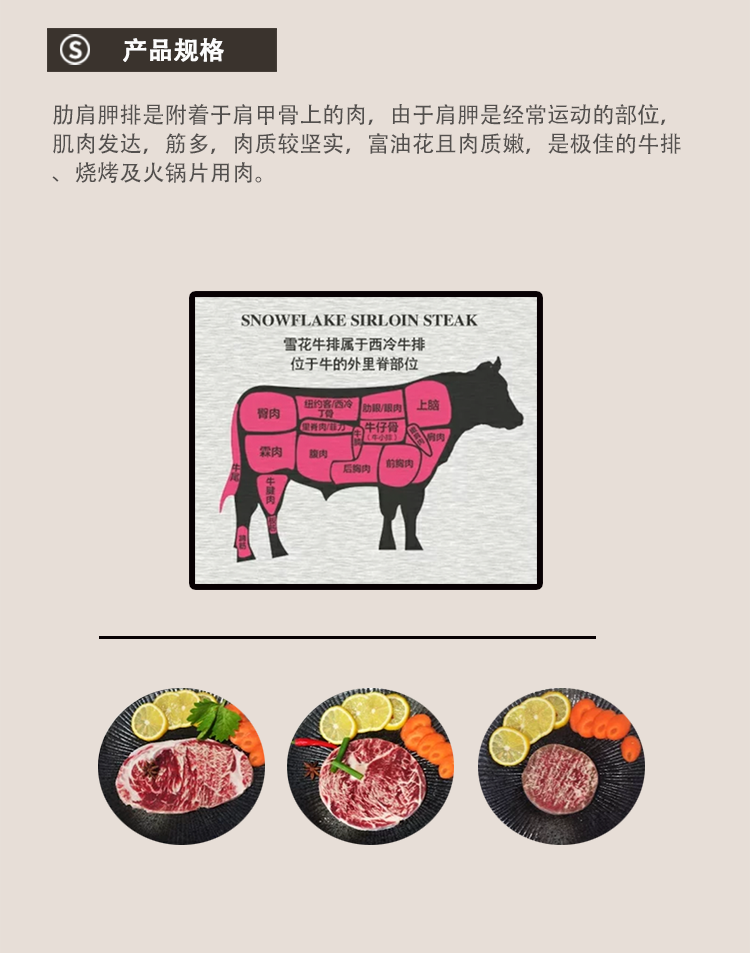 S 产品规格
肋肩胛排是附着于肩甲骨上的肉，由于肩胛是经常运动的部位，
肌肉发达，筋多，肉质较坚实，富油花且肉质嫩，是极佳的牛排
、烧烤及火锅片用肉。
SNOWFLAKE SIRLOIN STEAK
雪花牛排属于西冷牛排
位于牛的外里脊部位
臀肉
纽约客/西冷
丁骨
肋眼/眼肉
上脑
里脊肉/菲力
牛仔骨
（牛小排）
肩肉
霖肉
腹肉
后胸肉
前胸肉
牛尾
牛腱肉